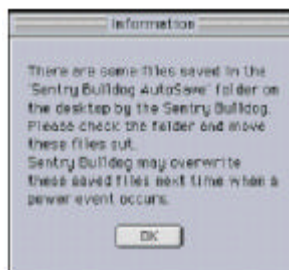 Information
There are some files saved in the
"Sentry Bulldog AutoSave" folder on
the desktop by the Sentry Bulldog.
Please check the folder and move
these files out.
Sentry Bulldog may overwrite
these saved files next time when a
power event occurs.
OK